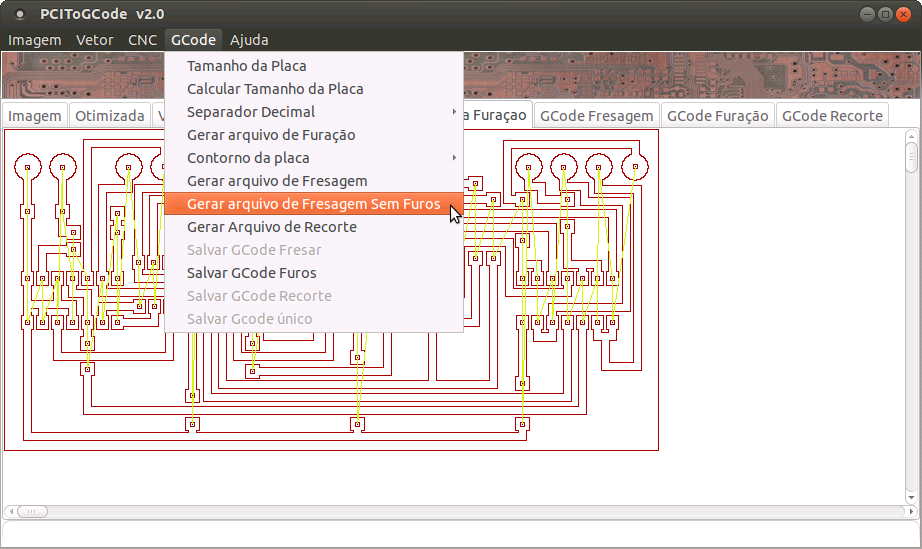 PCIToGCode v2.0
Imagem Vetor CNC GCode Ajuda
Tamanho da Placa
Calcular Tamanho da Placa
Separador Decimal
Gerar arquivo de Furação
Contorno da placa
Gerar arquivo de Fresagem
Gerar arquivo de Fresagem Sem Furos
Gerar Arquivo de Recorte
Salvar GCode Fresar
Salvar GCode Furos
Salvar GCode Recorte
Salvar Gcode único
Imagem Otimizada a Furaçao GCode Fresagem GCode Furação GCode Recorte